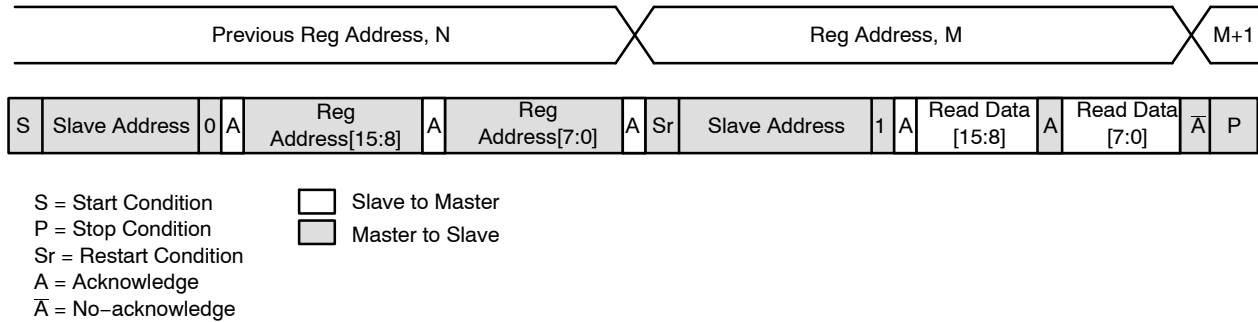 Previous Reg Address, N Reg Address, M M+1
S Slave Address 0 A Reg Address[15:8] A Reg Address[7:0] A Sr Slave Address 1 A Read Data [15:8] A Read Data [7:0] A̅ P
S = Start Condition
P = Stop Condition
Sr = Restart Condition
A = Acknowledge
A̅ = No−acknowledge
Slave to Master
Master to Slave